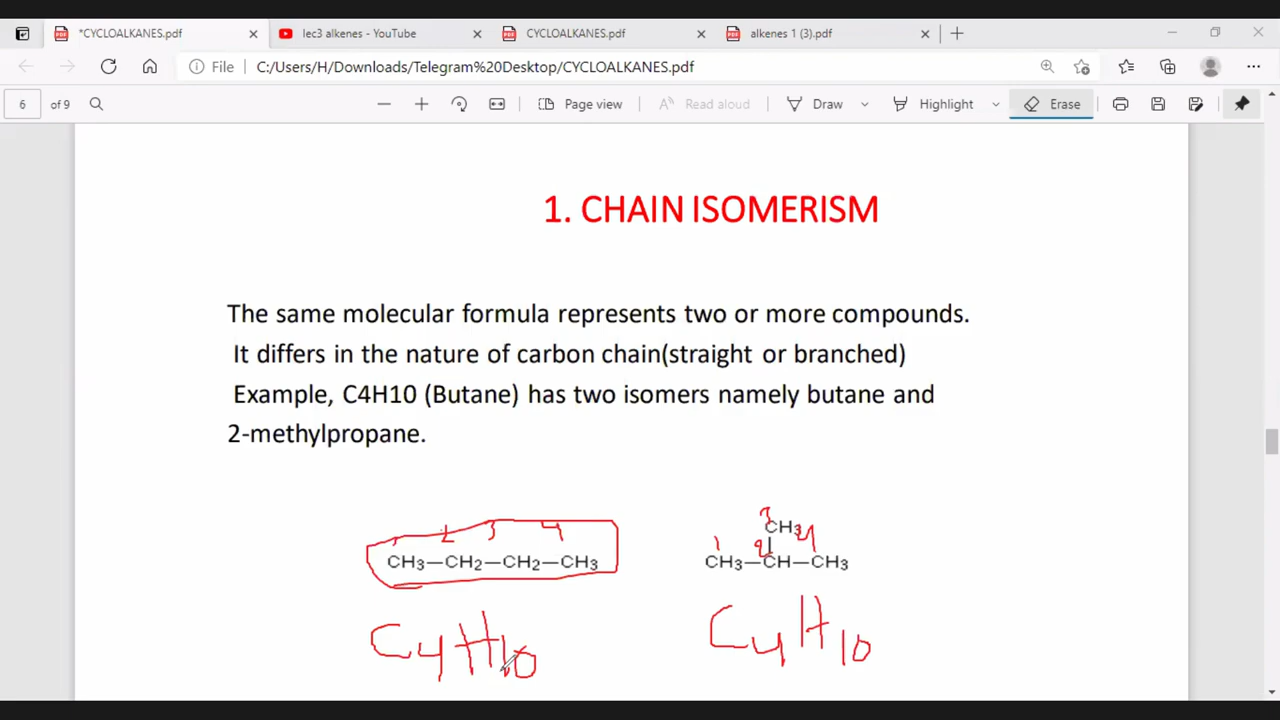 *CYCLOALKANES.pdf
lec3 alkenes - YouTube
CYCLOALKANES.pdf
alkenes 1 (3).pdf
File C:/Users/H/Downloads/Telegram%20Desktop/CYCLOALKANES.pdf
6 of 9 Page view Read aloud Draw Highlight Erase
1. CHAIN ISOMERISM
The same molecular formula represents two or more compounds.
It differs in the nature of carbon chain(straight or branched)
Example, C4H10 (Butane) has two isomers namely butane and
2-methylpropane.
1 2 3 4
CH3—CH2—CH2—CH3
3
CH3
1 2 4
CH3—CH—CH3
C4H10
C4H10